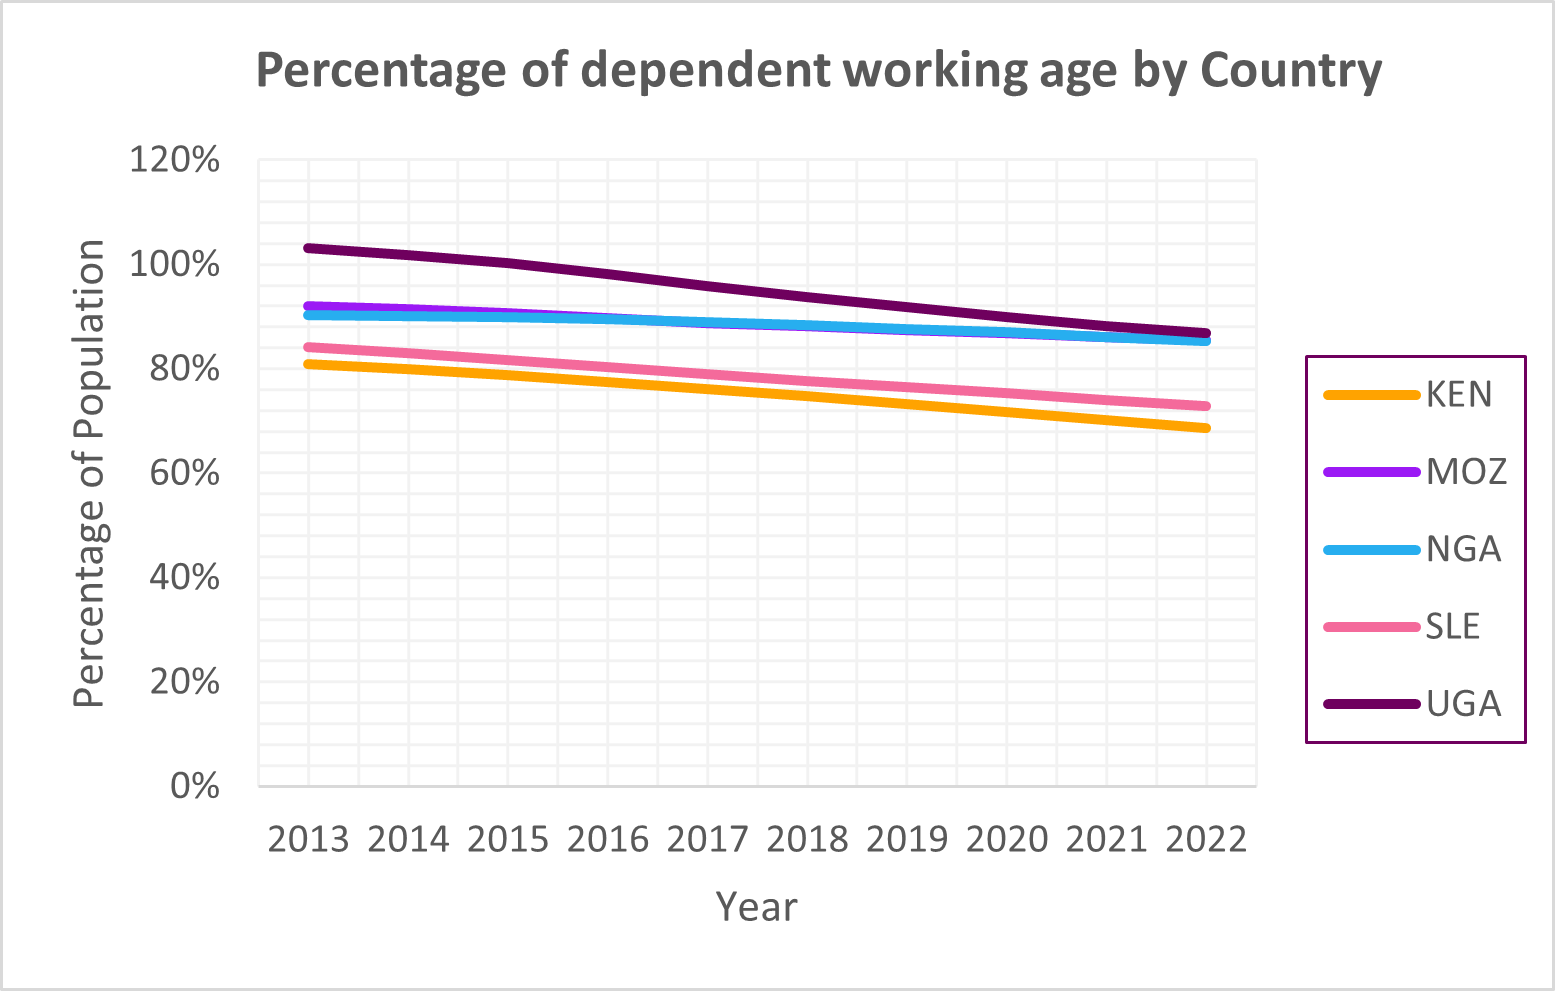 Percentage of dependent working age by Country
120%
100%
80%
60%
40%
20%
0%
Percentage of Population
2013 2014 2015 2016 2017 2018 2019 2020 2021 2022
Year
KEN
MOZ
NGA
SLE
UGA